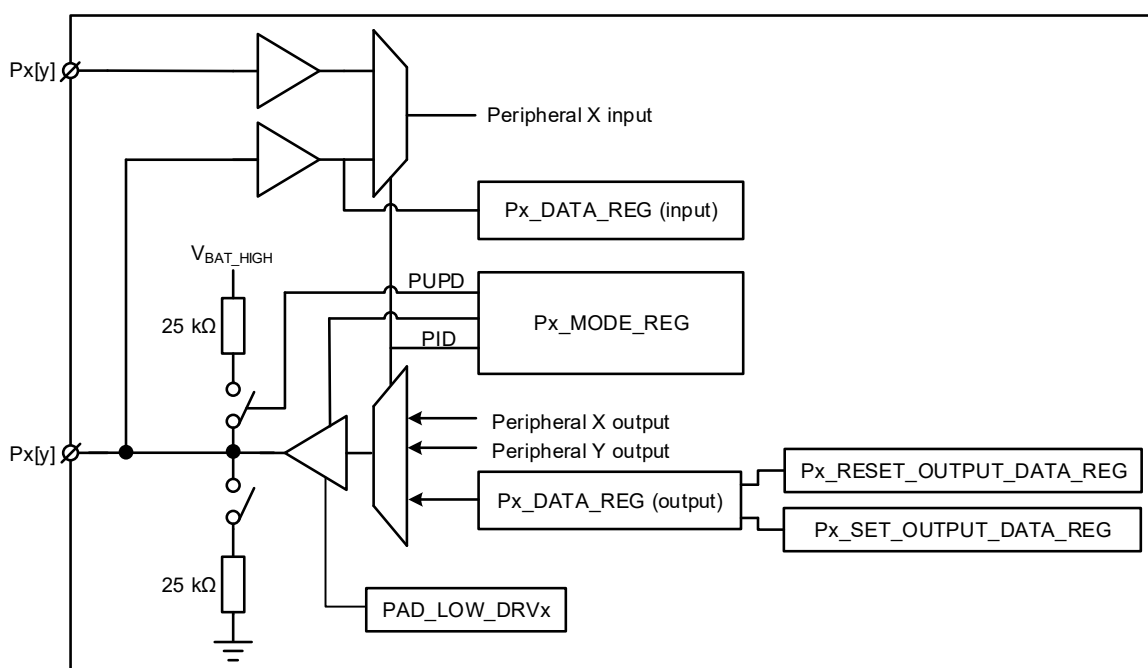 Px[y]
Peripheral X input
Px_DATA_REG (input)
VBAT_HIGH
PUPD
25 kΩ
Px_MODE_REG
PID
Peripheral X output
Px[y]
Peripheral Y output
Px_RESET_OUTPUT_DATA_REG
Px_DATA_REG (output)
Px_SET_OUTPUT_DATA_REG
25 kΩ
PAD_LOW_DRVx